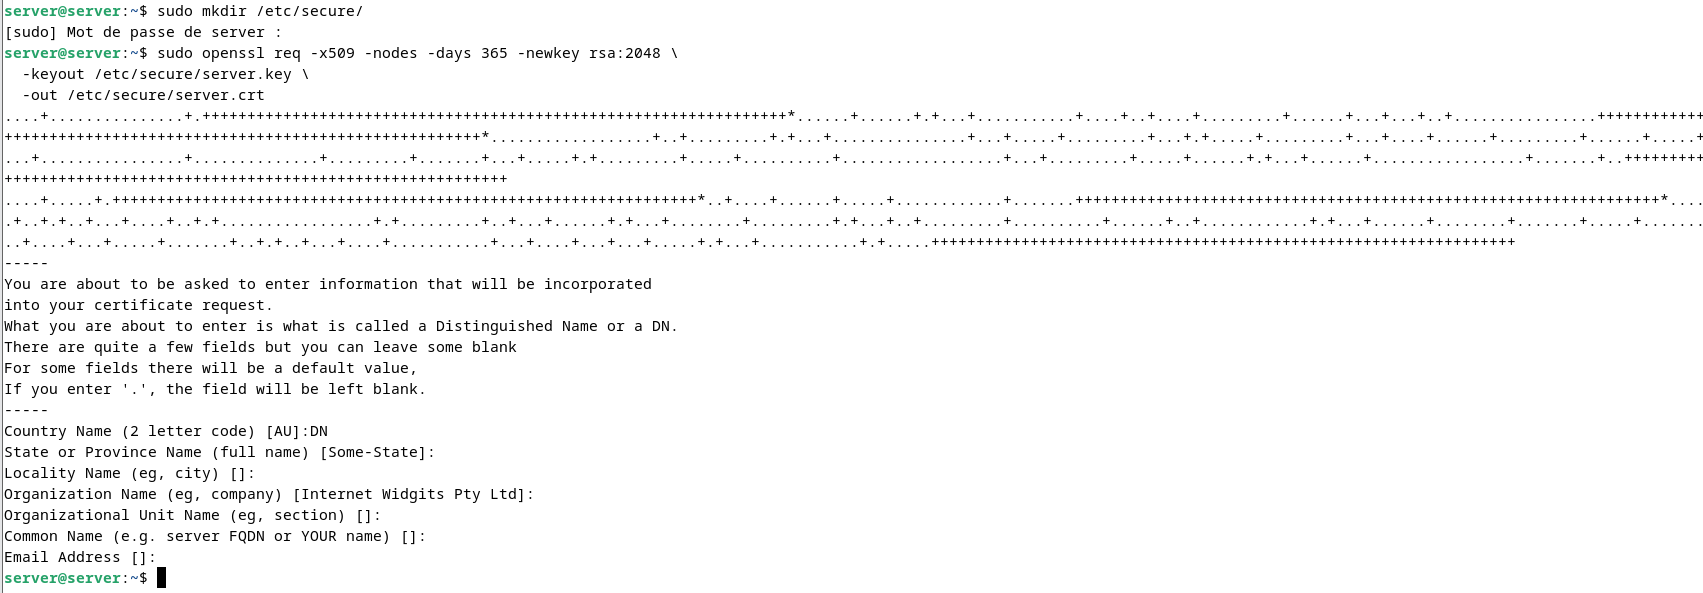 server@server:~$ sudo mkdir /etc/secure/
[sudo] Mot de passe de server :
server@server:~$ sudo openssl req -x509 -nodes -days 365 -newkey rsa:2048 \
  -keyout /etc/secure/server.key \
  -out /etc/secure/server.crt
-----
You are about to be asked to enter information that will be incorporated
into your certificate request.
What you are about to enter is what is called a Distinguished Name or a DN.
There are quite a few fields but you can leave some blank
For some fields there will be a default value,
If you enter '.', the field will be left blank.
-----
Country Name (2 letter code) [AU]:DN
State or Province Name (full name) [Some-State]:
Locality Name (eg, city) []:
Organization Name (eg, company) [Internet Widgits Pty Ltd]:
Organizational Unit Name (eg, section) []:
Common Name (e.g. server FQDN or YOUR name) []:
Email Address []:
server@server:~$